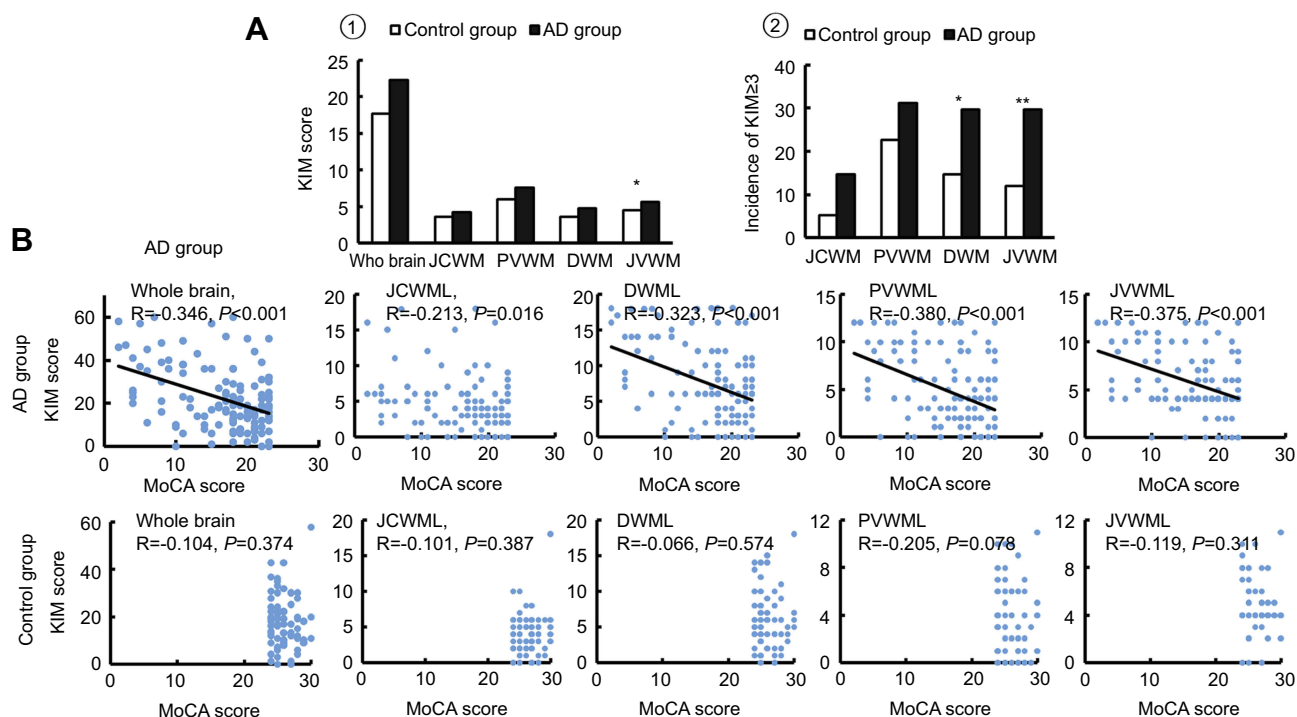 A
① Control group AD group
KIM score
25
20
15
10
5
0
Who brain JCWM PVWM DWM JVWM
*
② Control group AD group
Incidence of KIM≥3
40
30
20
10
0
JCWM PVWM DWM JVWM
* **
B
AD group
AD group
KIM score
Whole brain,
R=-0.346, P<0.001
60
40
20
0
10 20 30
MoCA score
JCWML,
R=-0.213, P=0.016
20
15
10
5
0
0 10 20 30
MoCA score
DWML
R=-0.323, P<0.001
20
15
10
5
0
0 10 20 30
MoCA score
PVWML
R=-0.380, P<0.001
15
10
5
0
0 10 20 30
MoCA score
JVWML
R=-0.375, P<0.001
15
10
5
0
0 10 20 30
MoCA score
Control group
KIM score
Whole brain
R=-0.104, P=0.374
60
40
20
0
0 10 20 30
MoCA score
JCWML,
R=-0.101, P=0.387
20
15
10
5
0
0 10 20 30
MoCA score
DWML
R=-0.066, P=0.574
20
15
10
5
0
0 10 20 30
MoCA score
PVWML
R=-0.205, P=0.078
12
8
4
0
0 10 20 30
MoCA score
JVWML
R=-0.119, P=0.311
12
8
4
0
0 10 20 30
MoCA score